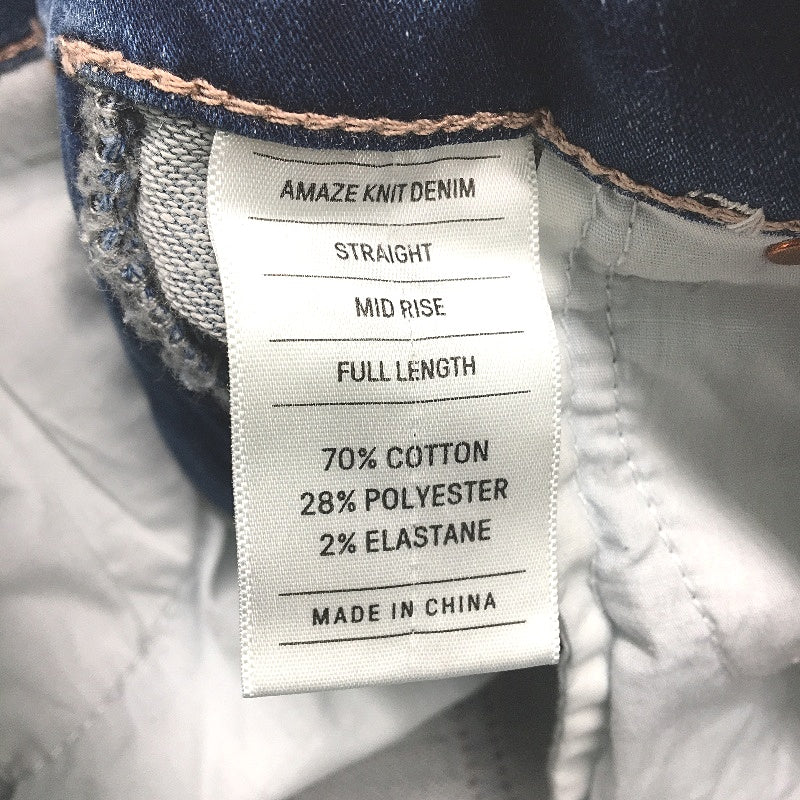 AMAZE KNIT DENIM
STRAIGHT
MID RISE
FULL LENGTH
70% COTTON
28% POLYESTER
2% ELASTANE
MADE IN CHINA